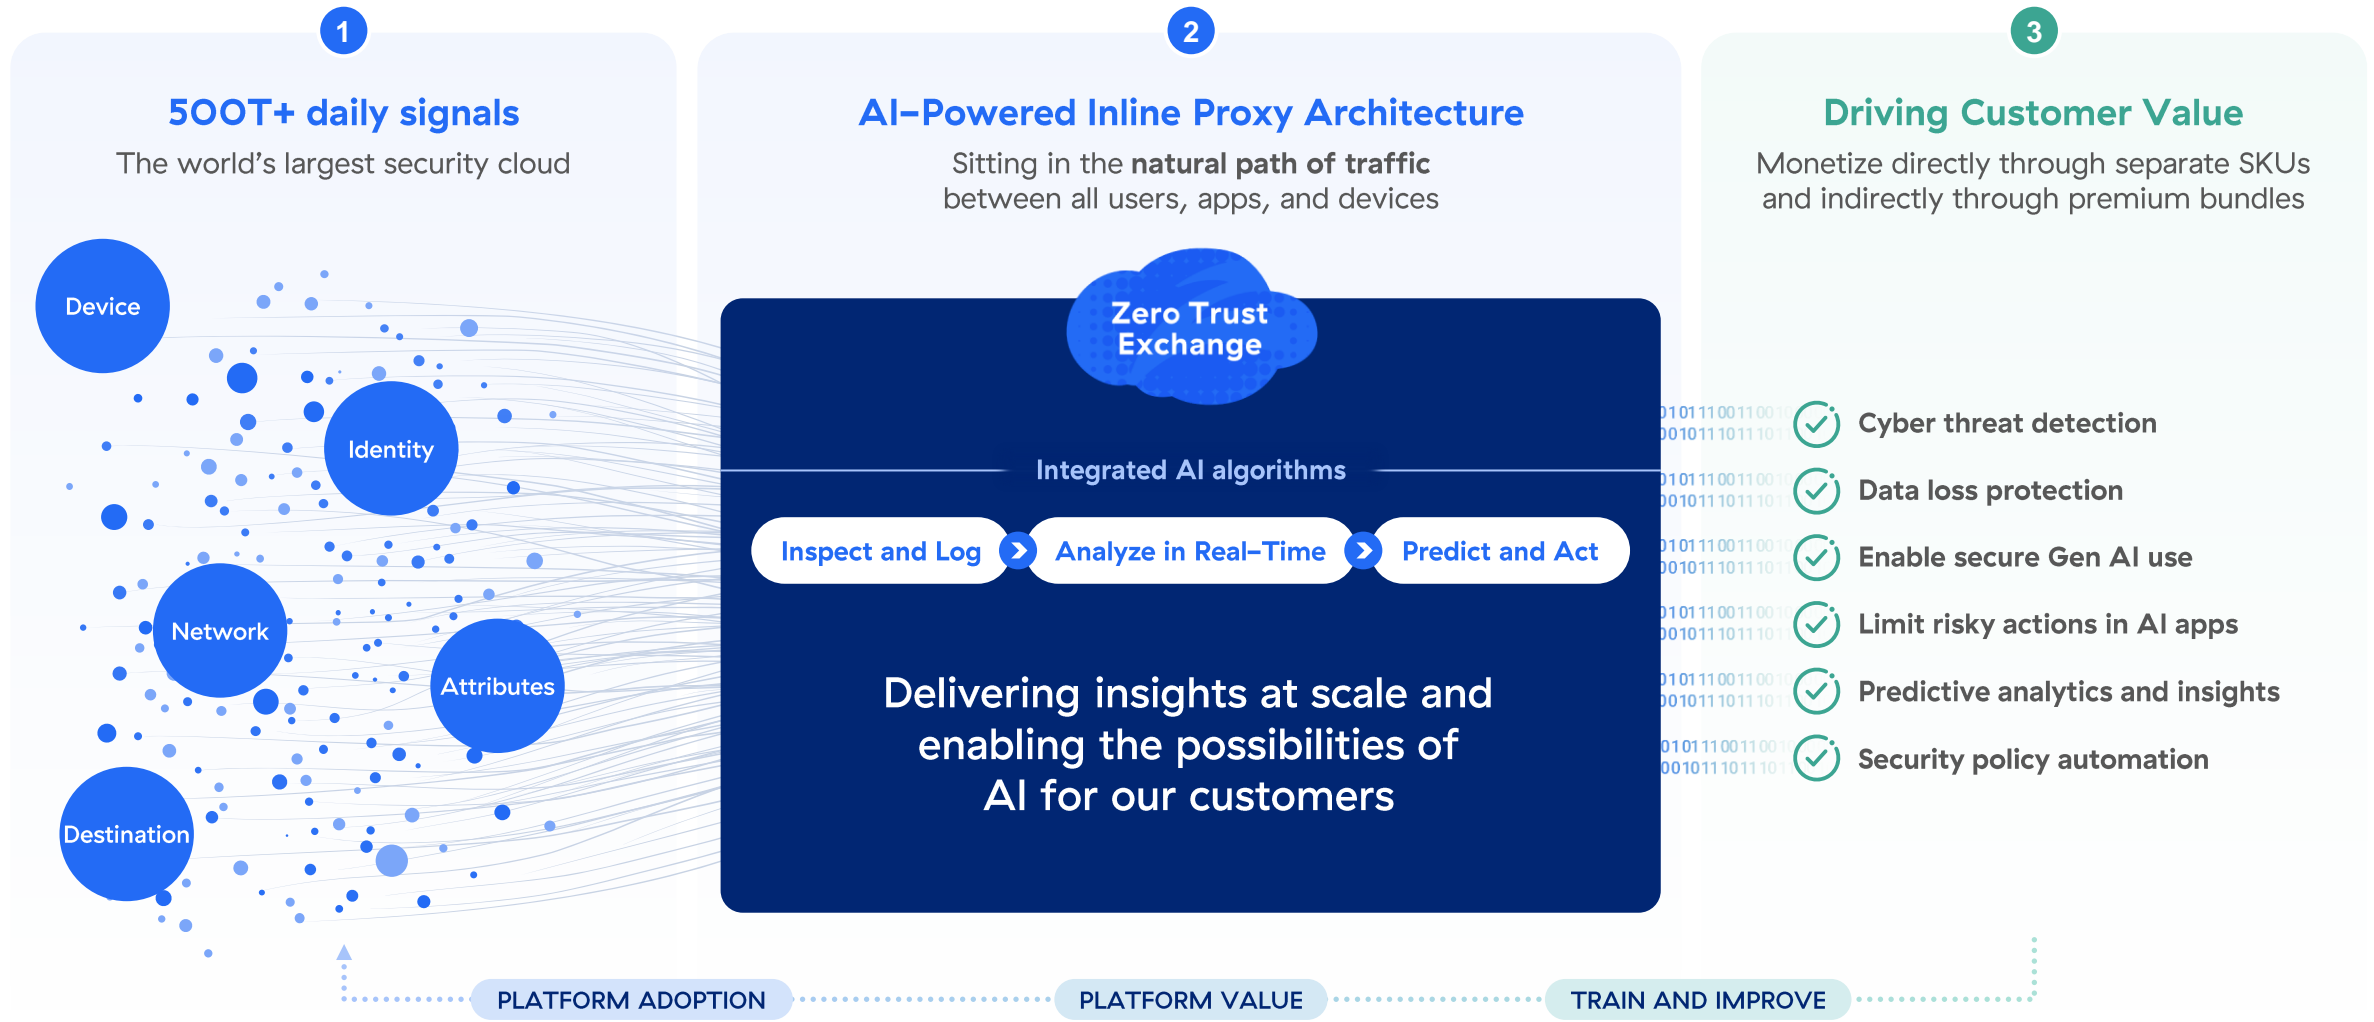 1
500T+ daily signals
The world's largest security cloud
Device
Identity
Network
Attributes
Destination
2
AI-Powered Inline Proxy Architecture
Sitting in the natural path of traffic
between all users, apps, and devices
Zero Trust
Exchange
Integrated AI algorithms
Inspect and Log
Analyze in Real-Time
Predict and Act
Delivering insights at scale and
enabling the possibilities of
AI for our customers
3
Driving Customer Value
Monetize directly through separate SKUs
and indirectly through premium bundles
Cyber threat detection
Data loss protection
Enable secure Gen AI use
Limit risky actions in AI apps
Predictive analytics and insights
Security policy automation
PLATFORM ADOPTION
PLATFORM VALUE
TRAIN AND IMPROVE